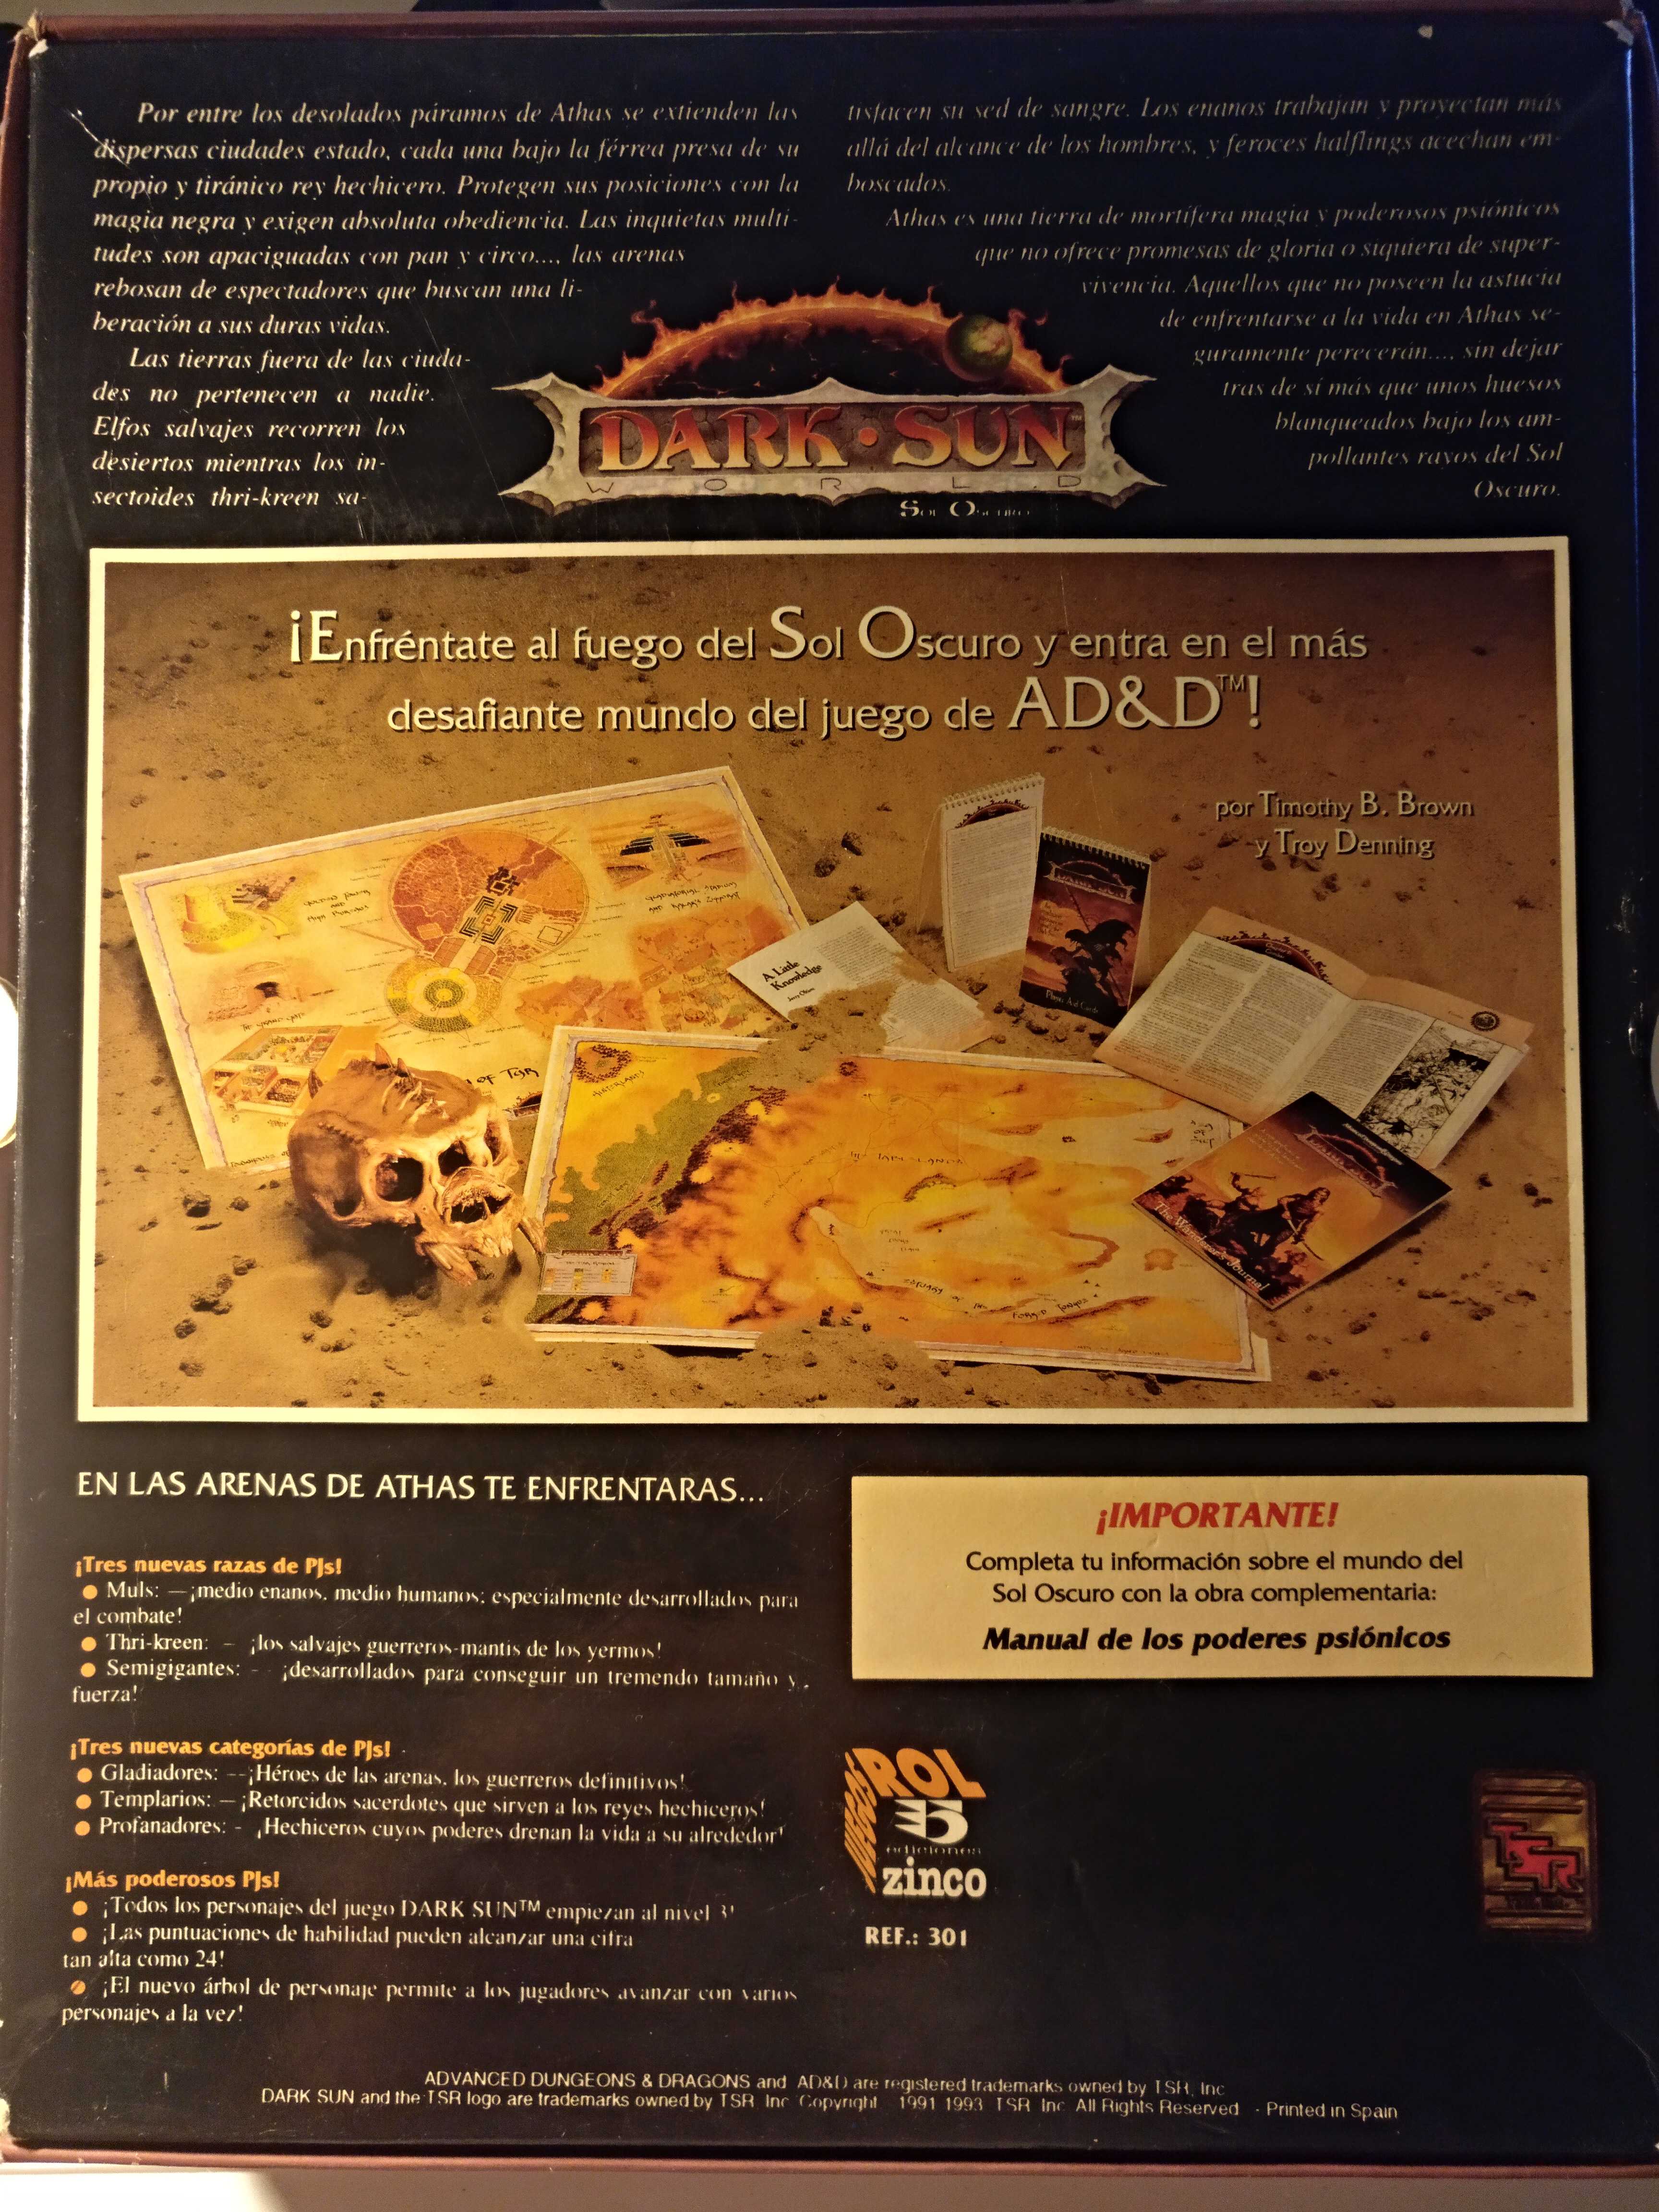 Por entre los desolados páramos de Athas se extienden las
dispersas ciudades estado, cada una bajo la férrea presa de su
propio y tiránico rey hechicero. Protegen sus posiciones con la
magia negra y exigen absoluta obediencia. Las inquietas multi-
tudes son apaciguadas con pan y circo..., las arenas
rebosan de espectadores que buscan una li-
beración a sus duras vidas.
Las tierras fuera de las ciuda-
des no pertenecen a nadie.
Elfos salvajes recorren los
desiertos mientras los in-
sectoides thri-kreen sa-
tisfacen su sed de sangre. Los enanos trabajan y proyectan más
allá del alcance de los hombres, y feroces halflings acechan em-
boscados.
Athas es una tierra de mortífera magia y poderosos psiónicos
que no ofrece promesas de gloria o siquiera de super-
vivencia. Aquellos que no poseen la astucia
de enfrentarse a la vida en Athas se-
guramente perecerán..., sin dejar
tras de sí más que unos huesos
blanqueados bajo los am-
pollantes rayos del Sol
Oscuro.
DARK • SUN™
WORLD
SOL OSCURO
¡Enfréntate al fuego del Sol Oscuro y entra en el más
desafiante mundo del juego de AD&D™!
por Timothy B. Brown
y Troy Denning
A Little
Knowledge
DARK SUN
DARK SUN
The Wanderer's Journal
EN LAS ARENAS DE ATHAS TE ENFRENTARAS...
¡Tres nuevas razas de PJs!
● Muls: —¡medio enanos, medio humanos; especialmente desarrollados para
el combate!
● Thri-kreen: – ¡los salvajes guerreros-mantis de los yermos!
● Semigigantes: -- ¡desarrollados para conseguir un tremendo tamaño y
fuerza!
¡Tres nuevas categorías de PJs!
● Gladiadores: --¡Héroes de las arenas, los guerreros definitivos!
● Templarios: —¡Retorcidos sacerdotes que sirven a los reyes hechiceros!
● Profanadores: - ¡Hechiceros cuyos poderes drenan la vida a su alrededor!
¡Más poderosos PJs!
● ¡Todos los personajes del juego DARK SUN™ empiezan al nivel 3!
● ¡Las puntuaciones de habilidad pueden alcanzar una cifra
tan alta como 24!
● ¡El nuevo árbol de personaje permite a los jugadores avanzar con varios
personajes a la vez!
¡IMPORTANTE!
Completa tu información sobre el mundo del
Sol Oscuro con la obra complementaria:
Manual de los poderes psiónicos
JUEGOS ROL
ediciones
zinco
REF.: 301
TSR
ADVANCED DUNGEONS & DRAGONS and AD&D are registered trademarks owned by TSR, Inc
DARK SUN and the TSR logo are trademarks owned by TSR, Inc Copyright 1991 1993 TSR Inc. All Rights Reserved - Printed in Spain